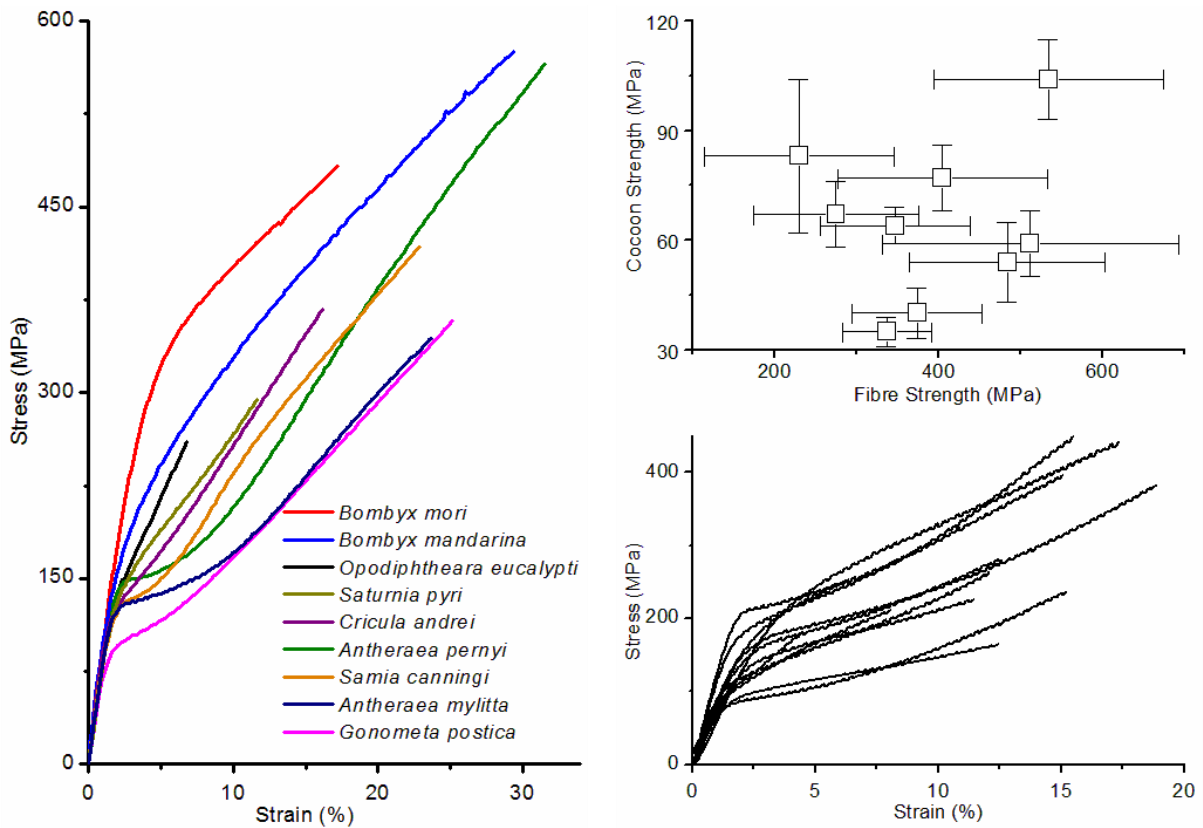 600
450
300
150
0
Stress (MPa)
Bombyx mori
Bombyx mandarina
Opodiphtheara eucalypti
Saturnia pyri
Cricula andrei
Antheraea pernyi
Samia canningi
Antheraea mylitta
Gonometa postica
0 10 20 30
Strain (%)
120
90
60
30
Cocoon Strength (MPa)
200 400 600
Fibre Strength (MPa)
400
200
0
Stress (MPa)
0 5 10 15 20
Strain (%)